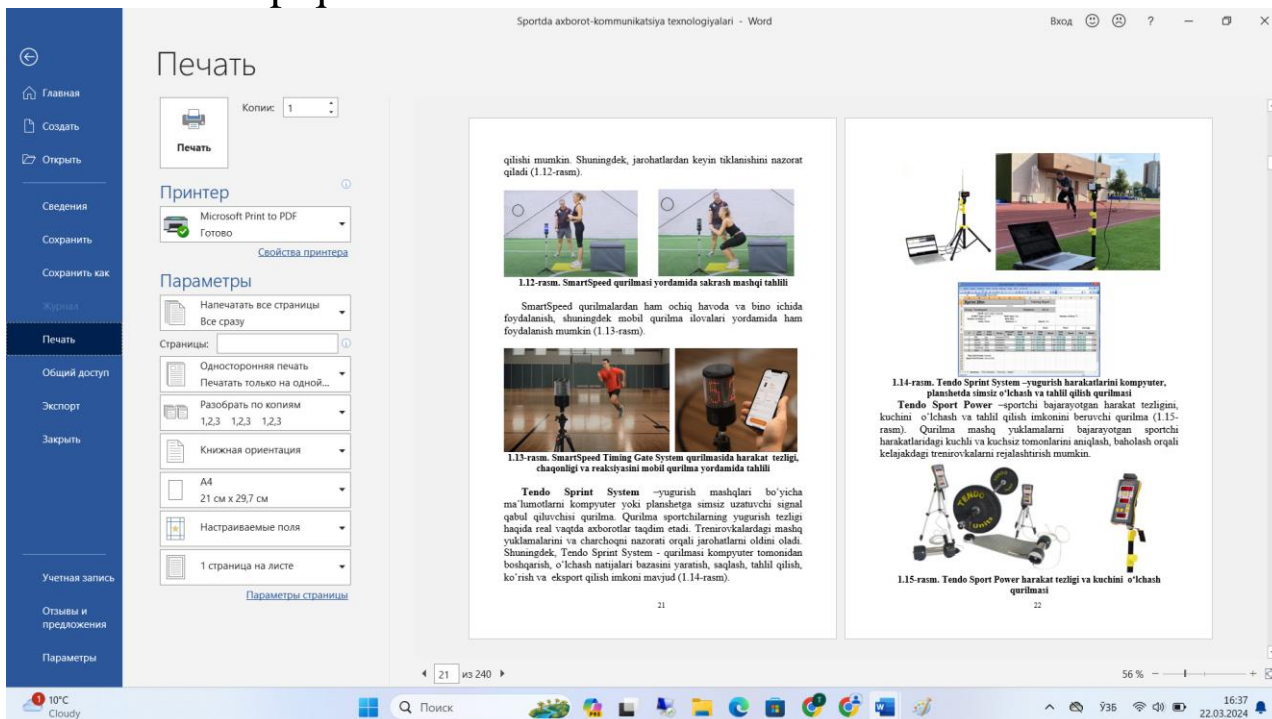 Sportda axborot-kommunikatsiya texnologiyalari - Word
Вход
?
Главная
Создать
Открыть
Сведения
Сохранить
Сохранить как
Журнал
Печать
Общий доступ
Экспорт
Закрыть
Учетная запись
Отзывы и
предложения
Параметры
Печать
Печать
Копии: 1
Принтер
Microsoft Print to PDF
Готово
Свойства принтера
Параметры
Напечатать все страницы
Все сразу
Страницы:
Односторонняя печать
Печатать только на одной...
Разобрать по копиям
1,2,3 1,2,3 1,2,3
Книжная ориентация
A4
21 см x 29,7 см
Настраиваемые поля
1 страница на листе
Параметры страницы
qilishi mumkin. Shuningdek, jarohatlardan keyin tiklanishini nazorat
qiladi (1.12-rasm).
1.12-rasm. SmartSpeed qurilmasi yordamida sakrash mashqi tahlili
SmartSpeed qurilmalardan ham ochiq havoda va bino ichida
foydalanish, shuningdek mobil qurilma ilovalari yordamida ham
foydalanish mumkin (1.13-rasm).
1.13-rasm. SmartSpeed Timing Gate System qurilmasida harakat tezligi,
chaqonligi va reaksiyasini mobil qurilma yordamida tahlili
Tendo Sprint System –yugurish mashqlari bo‘yicha
ma’lumotlarni kompyuter yoki planshetga simsiz uzatuvchi signal
qabul qiluvchisi qurilma. Qurilma sportchilarning yugurish tezligi
haqida real vaqtda axborotlar taqdim etadi. Trenirovkalardagi mashq
yuklamalarini va charchoqni nazorati orqali jarohatlarni oldini oladi.
Shuningdek, Tendo Sprint System - qurilmasi kompyuter tomonidan
boshqarish, o‘lchash natijalari bazasini yaratish, saqlash, tahlil qilish,
ko‘rish va eksport qilish imkoni mavjud (1.14-rasm).
21
1.14-rasm. Tendo Sprint System –yugurish harakatlarini kompyuter,
planshetda simsiz o‘lchash va tahlil qilish qurilmasi
Tendo Sport Power –sportchi bajarayotgan harakat tezligini,
kuchini o‘lchash va tahlil qilish imkonini beruvchi qurilma (1.15-
rasm). Qurilma mashq yuklamalarni bajarayotgan sportchi
harakatlaridagi kuchli va kuchsiz tomonlarini aniqlash, baholash orqali
kelajakdagi trenirovkalarni rejalashtirish mumkin.
TENDO
1.15-rasm. Tendo Sport Power harakat tezligi va kuchini o‘lchash
qurilmasi
22
21 из 240
56 %
1
10°C
Cloudy
Поиск
ЎЗБ
16:37
22.03.2024